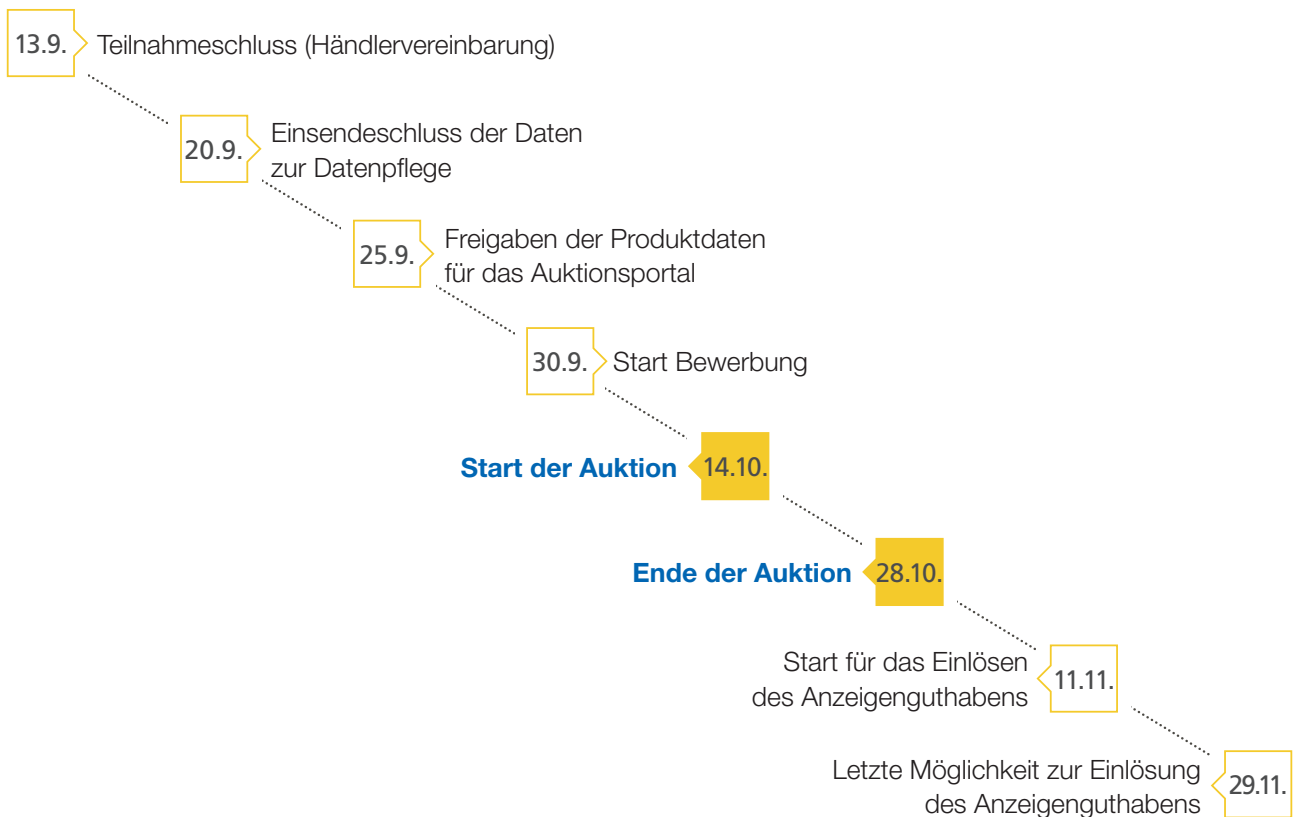 13.9. Teilnahmeschluss (Händlervereinbarung)
20.9. Einsendeschluss der Daten
zur Datenpflege
25.9. Freigaben der Produktdaten
für das Auktionsportal
30.9. Start Bewerbung
Start der Auktion 14.10.
Ende der Auktion 28.10.
Start für das Einlösen
des Anzeigenguthabens 11.11.
Letzte Möglichkeit zur Einlösung
des Anzeigenguthabens 29.11.